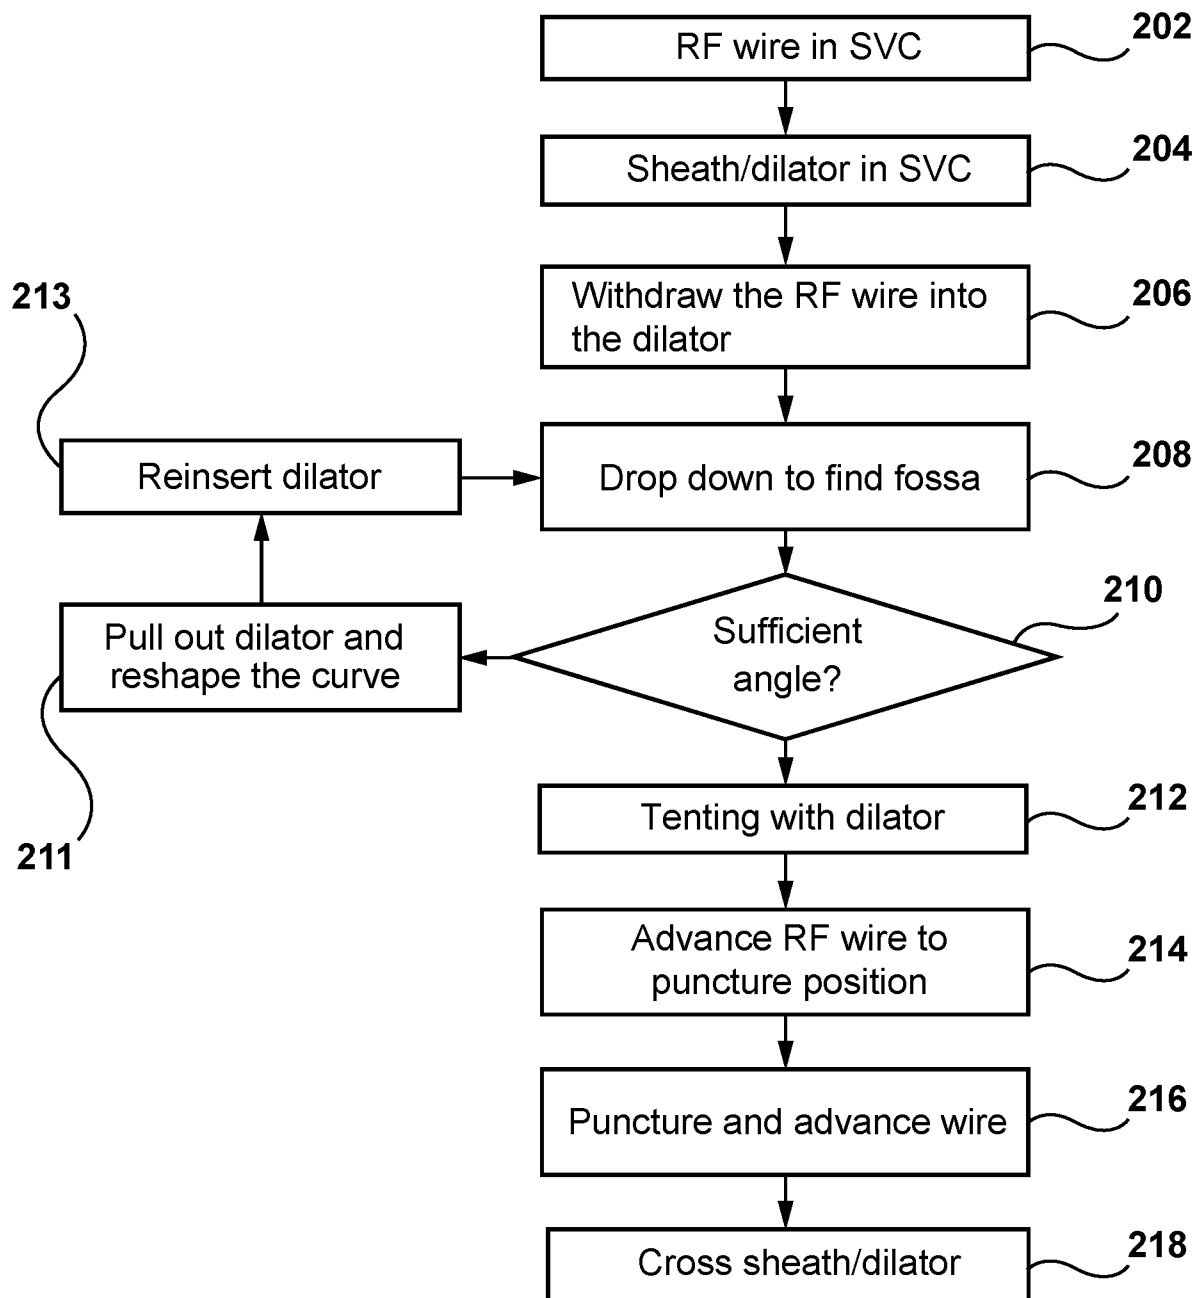 RF wire in SVC
202
Sheath/dilator in SVC
204
Withdraw the RF wire into
the dilator
206
213
Reinsert dilator
Drop down to find fossa
208
Pull out dilator and
reshape the curve
211
Sufficient
angle?
210
Tenting with dilator
212
Advance RF wire to
puncture position
214
Puncture and advance wire
216
Cross sheath/dilator
218